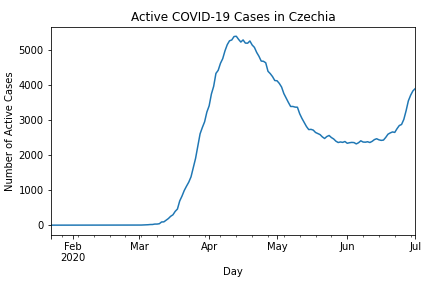 Active COVID-19 Cases in Czechia
Number of Active Cases
5000
4000
3000
2000
1000
0
Feb
2020
Mar
Apr
May
Jun
Jul
Day